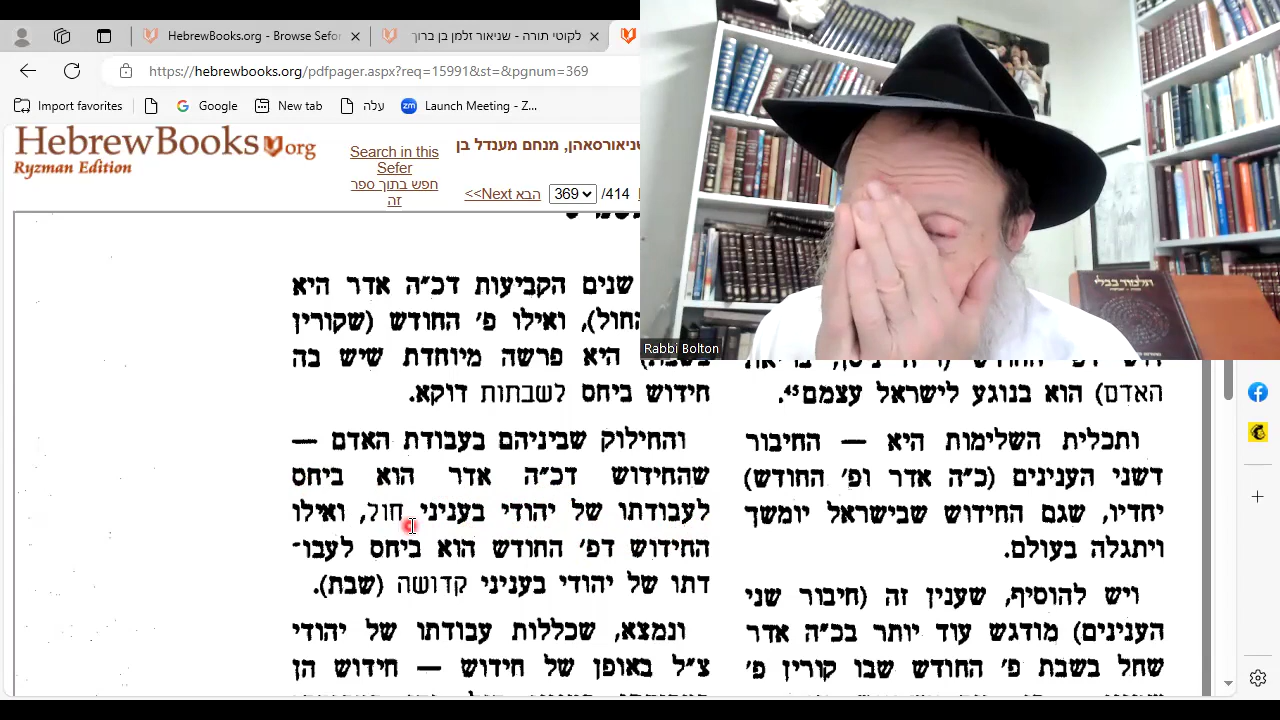 HebrewBooks.org - Browse Sefor
לקוטי תורה - שניאור זלמן בן ברוך
https://hebrewbooks.org/pdfpager.aspx?req=15991&st=&pgnum=369
Import favorites
Google
New tab
עלה
Launch Meeting - Z...
HebrewBooks.org
Ryzman Edition
Search in this
Sefer
חפש בתוך ספר
זה
שניאורסאהן, מנחם מענדל בן
<<Next הבא
369
/414
Rabbi Bolton
תלמוד בבלי
האדם) הוא בנוגע לישראל עצמם⁴⁵.
ותכלית השלימות היא — החיבור
דשני הענינים (כ"ה אדר ופ' החודש)
יחדיו, שגם החידוש שבישראל יומשך
ויתגלה בעולם.
ויש להוסיף, שענין זה (חיבור שני
הענינים) מודגש עוד יותר בכ"ה אדר
שחל בשבת פ' החודש שבו קורין פ'
שנים הקביעות דכ"ה אדר היא
החול), ואילו פ' החודש (שקורין
בשבת) היא פרשה מיוחדת שיש בה
חידוש ביחס לשבתות דוקא.
והחילוק שביניהם בעבודת האדם —
שהחידוש דכ"ה אדר הוא ביחס
לעבודתו של יהודי בעניני חול, ואילו
החידוש דפ' החודש הוא ביחס לעבו־
דתו של יהודי בעניני קדושה (שבת).
ונמצא, שכללות עבודתו של יהודי
צ"ל באופן של חידוש — חידוש הן